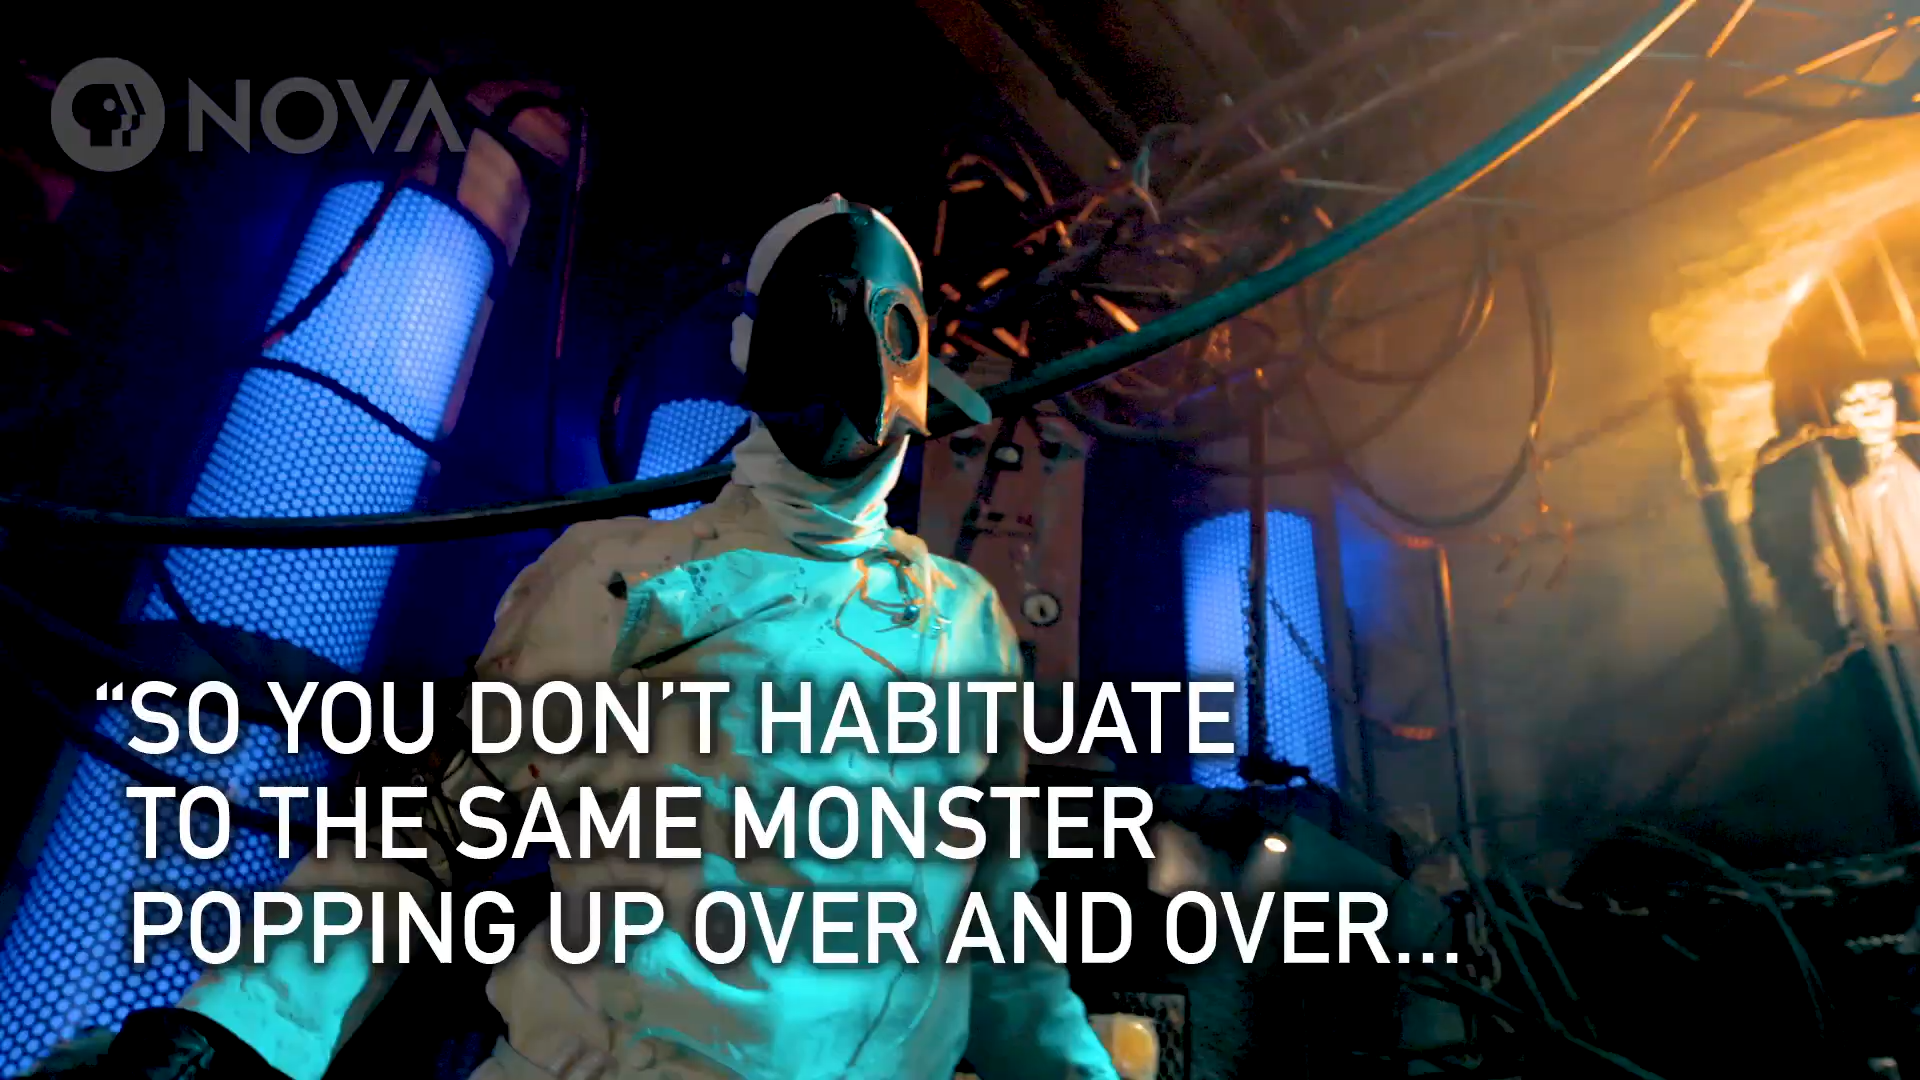 NOVA
“SO YOU DON’T HABITUATE
TO THE SAME MONSTER
POPPING UP OVER AND OVER...